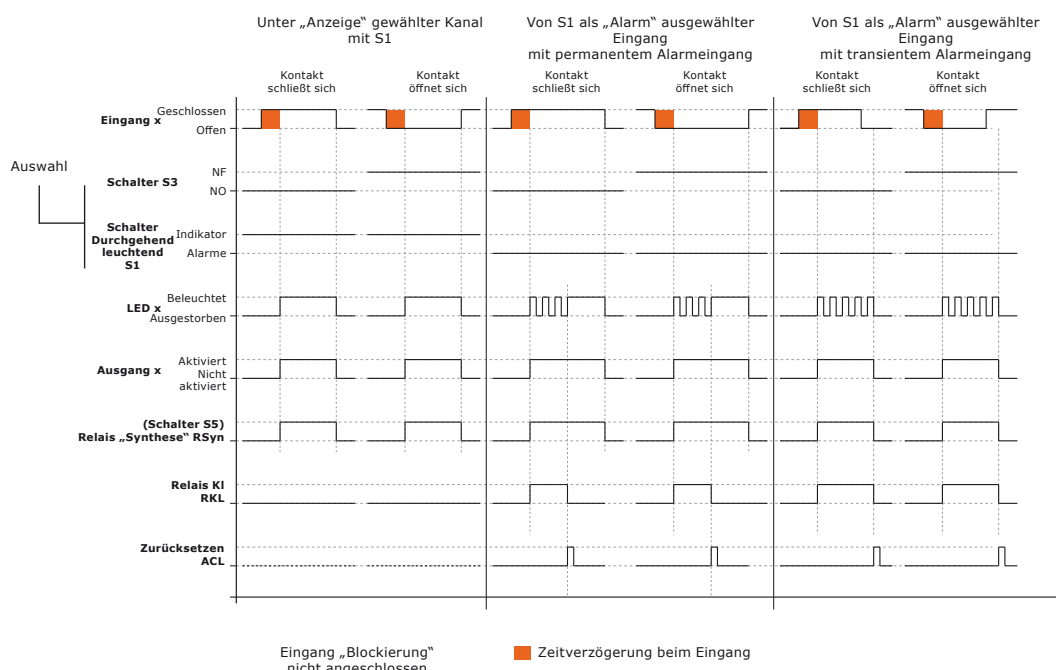 Unter „Anzeige“ gewählter Kanal
mit S1
Von S1 als „Alarm“ ausgewählter
Eingang
mit permanentem Alarmeingang
Von S1 als „Alarm“ ausgewählter
Eingang
mit transientem Alarmeingang
Kontakt
schließt sich
Kontakt
öffnet sich
Kontakt
schließt sich
Kontakt
öffnet sich
Kontakt
schließt sich
Kontakt
öffnet sich
Eingang x
Geschlossen
Offen
Auswahl
Schalter S3
NF
NO
Schalter
Durchgehend
leuchtend
S1
Indikator
Alarme
LED x
Beleuchtet
Ausgestorben
Ausgang x
Aktiviert
Nicht
aktiviert
(Schalter S5)
Relais „Synthese“ RSyn
Relais KI
RKL
Zurücksetzen
ACL
Eingang „Blockierung“
nicht angeschlossen
Zeitverzögerung beim Eingang